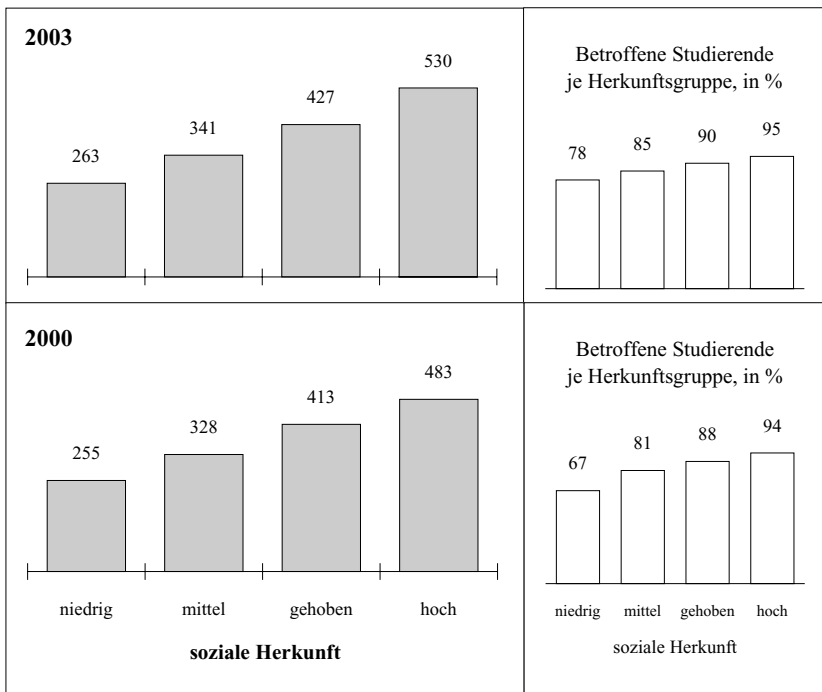 2003
530
427
341
263
Betroffene Studierende
je Herkunftsgruppe, in %
95
90
85
78
2000
483
413
328
255
niedrig mittel gehoben hoch
soziale Herkunft
Betroffene Studierende
je Herkunftsgruppe, in %
94
88
81
67
niedrig mittel gehoben hoch
soziale Herkunft